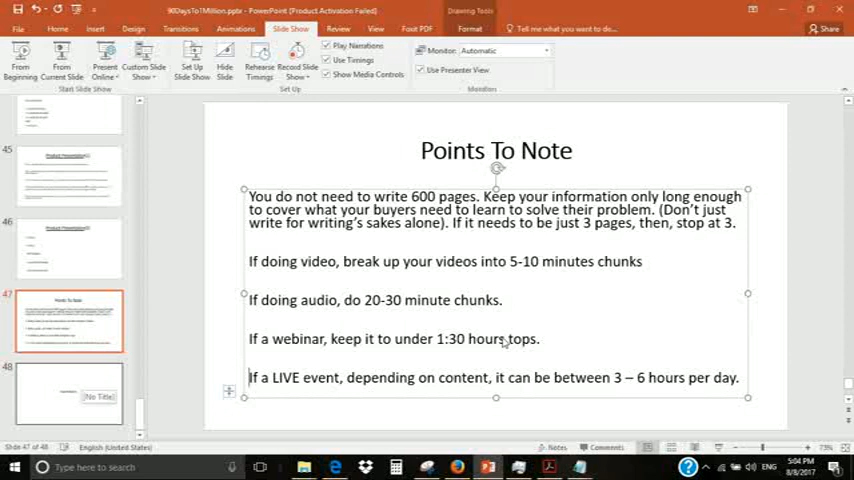 90DaysTo1Million.pptx - PowerPoint (Product Activation Failed)
Drawing Tools
File
Home
Insert
Design
Transitions
Animations
Slide Show
Review
View
Foxit PDF
Format
Tell me what you want to do...
Share
From Beginning
From Current Slide
Present Online
Custom Slide Show
Start Slide Show
Set Up Slide Show
Hide Slide
Rehearse Timings
Record Slide Show
Play Narrations
Use Timings
Show Media Controls
Set Up
Monitor: Automatic
Use Presenter View
Monitors
45
46
47
48
Points To Note
[No Title]
Points To Note
You do not need to write 600 pages. Keep your information only long enough
to cover what your buyers need to learn to solve their problem. (Don't just
write for writing's sakes alone). If it needs to be just 3 pages, then, stop at 3.
If doing video, break up your videos into 5-10 minutes chunks
If doing audio, do 20-30 minute chunks.
If a webinar, keep it to under 1:30 hours tops.
If a LIVE event, depending on content, it can be between 3 – 6 hours per day.
Slide 47 of 48
English (United States)
Notes
Comments
73%
Type here to search
ENG
5:04 PM
8/8/2017